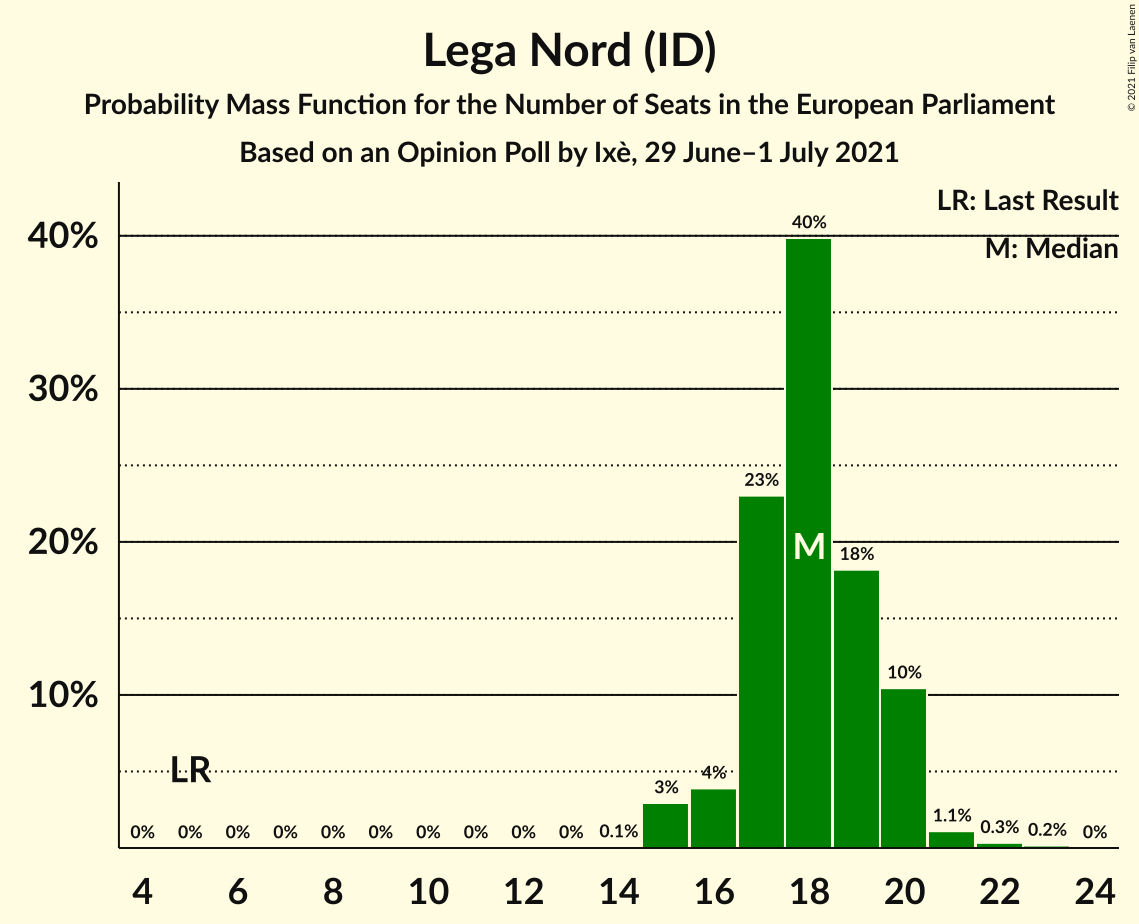 Lega Nord (ID)
Probability Mass Function for the Number of Seats in the European Parliament
Based on an Opinion Poll by Ixè, 29 June–1 July 2021
© 2021 Filip van Laenen
LR: Last Result
M: Median
40%
30%
20%
10%
0% 0% 0% 0% 0% 0% 0% 0% 0% 0% 0.1% 3% 4% 23% 40% 18% 10% 1.1% 0.3% 0.2% 0%
LR
M
4 6 8 10 12 14 16 18 20 22 24